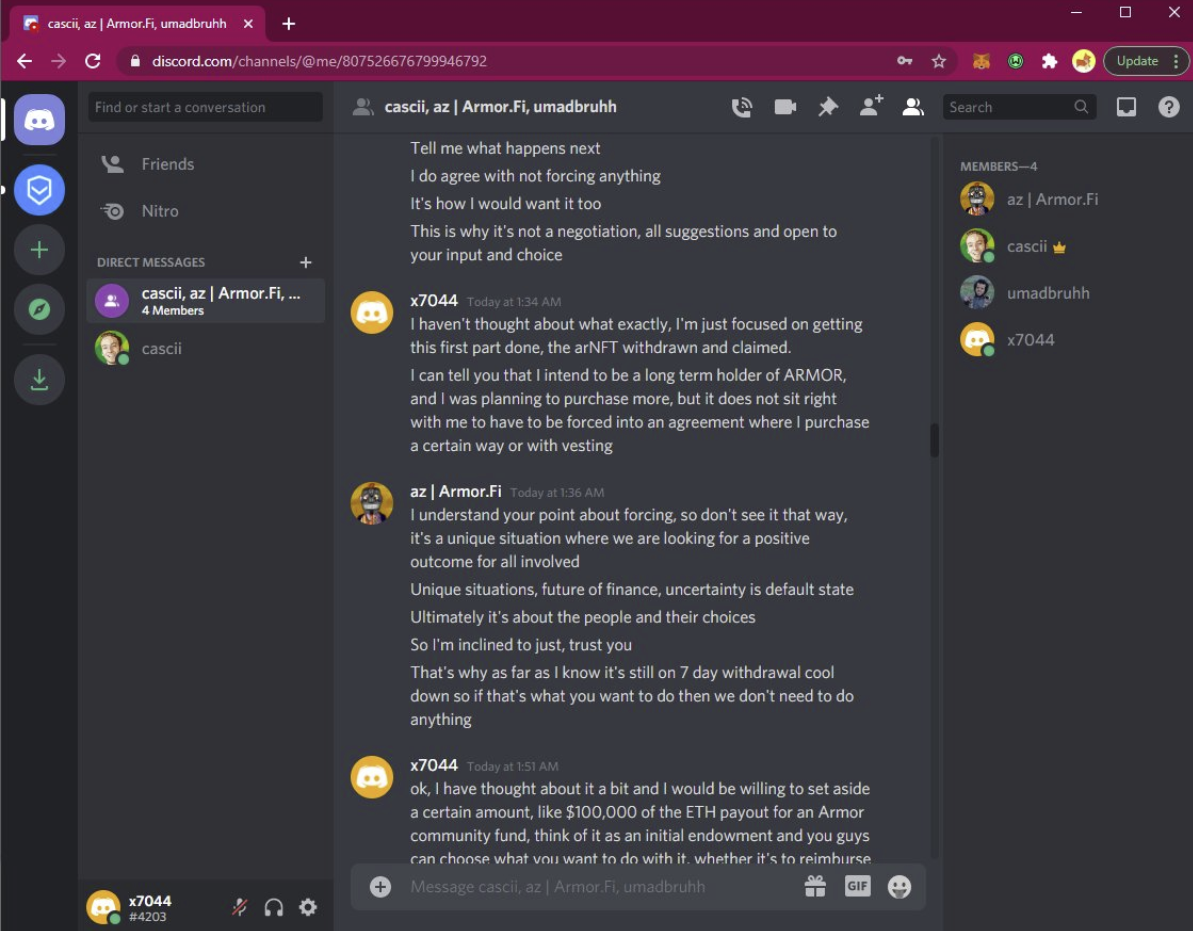 cascii, az | Armor.Fi, umadbruhh
discord.com/channels/@me/807526676799946792
Update
Find or start a conversation
cascii, az | Armor.Fi, umadbruhh
Search
Friends
Nitro
DIRECT MESSAGES
cascii, az | Armor.Fi, ...
4 Members
cascii
Tell me what happens next
I do agree with not forcing anything
It's how I would want it too
This is why it's not a negotiation, all suggestions and open to
your input and choice
x7044 Today at 1:34 AM
I haven't thought about what exactly, I'm just focused on getting
this first part done, the arNFT withdrawn and claimed.
I can tell you that I intend to be a long term holder of ARMOR,
and I was planning to purchase more, but it does not sit right
with me to have to be forced into an agreement where I purchase
a certain way or with vesting
az | Armor.Fi Today at 1:36 AM
I understand your point about forcing, so don't see it that way,
it's a unique situation where we are looking for a positive
outcome for all involved
Unique situations, future of finance, uncertainty is default state
Ultimately it's about the people and their choices
So I'm inclined to just, trust you
That's why as far as I know it's still on 7 day withdrawal cool
down so if that's what you want to do then we don't need to do
anything
x7044 Today at 1:51 AM
ok, I have thought about it a bit and I would be willing to set aside
a certain amount, like $100,000 of the ETH payout for an Armor
community fund, think of it as an initial endowment and you guys
can choose what you want to do with it, whether it's to reimburse
Message cascii, az | Armor.Fi, umadbruhh
GIF
MEMBERS—4
az | Armor.Fi
cascii
umadbruhh
x7044
x7044
#4203